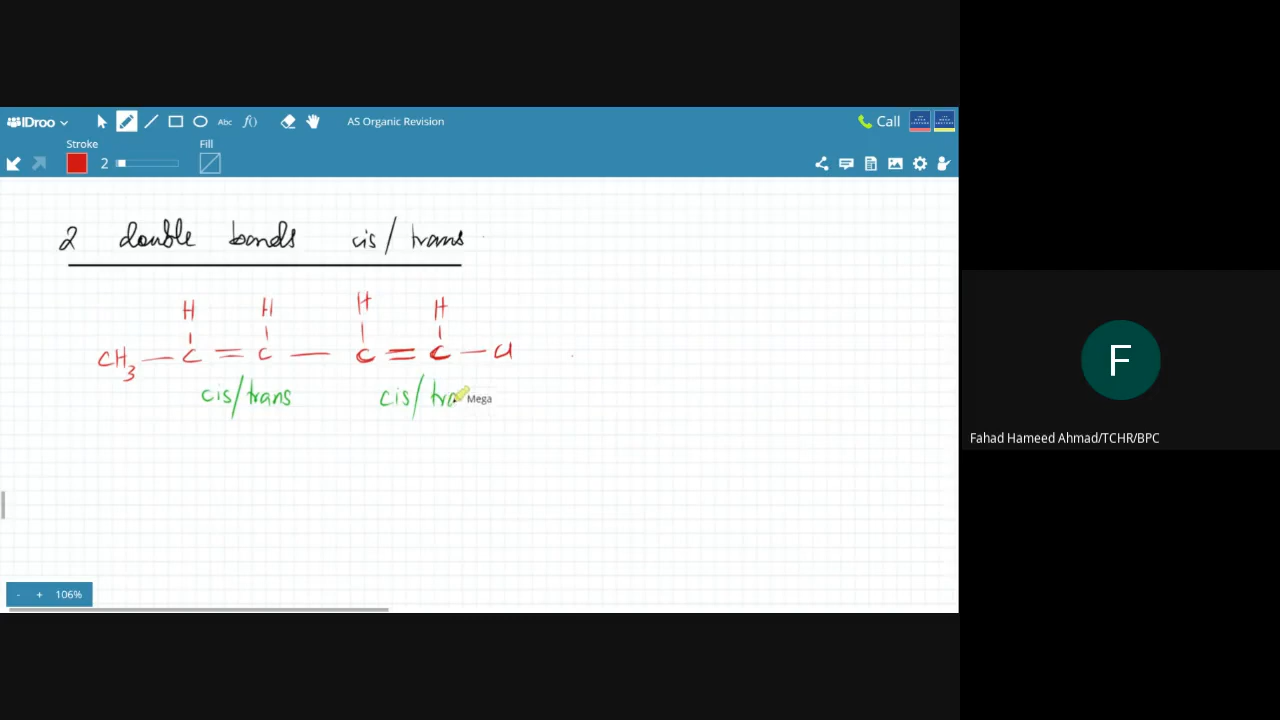 IDroo
Abc f() AS Organic Revision Call
Stroke Fill
2
2 double bonds cis/trans
H H H H
CH3 — C = C — C = C — Cl
cis/trans cis/tra
Mega
F
Fahad Hameed Ahmad/TCHR/BPC
- + 106%